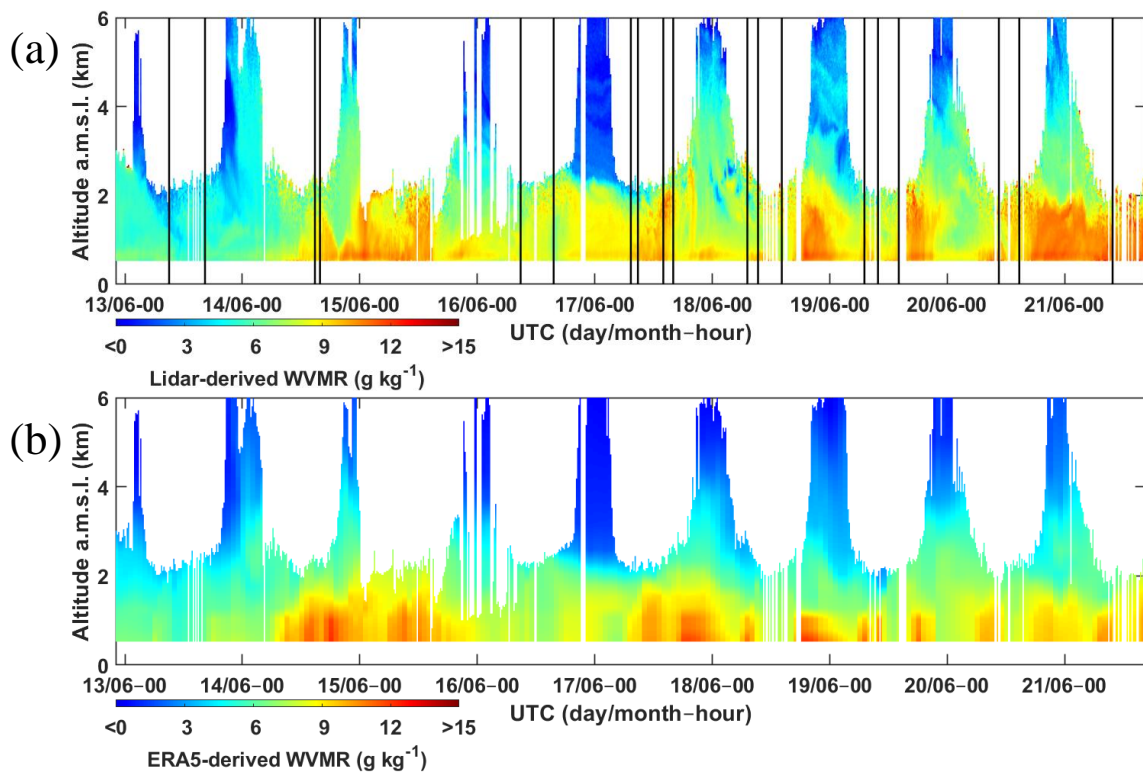 (a)
Altitude a.m.s.l. (km)
6
4
2
0
13/06−00 14/06−00 15/06−00 16/06−00 17/06−00 18/06−00 19/06−00 20/06−00 21/06−00
UTC (day/month−hour)
<0 3 6 9 12 >15
Lidar-derived WVMR (g kg⁻¹)
(b)
Altitude a.m.s.l. (km)
6
4
2
0
13/06−00 14/06−00 15/06−00 16/06−00 17/06−00 18/06−00 19/06−00 20/06−00 21/06−00
UTC (day/month−hour)
<0 3 6 9 12 >15
ERA5-derived WVMR (g kg⁻¹)